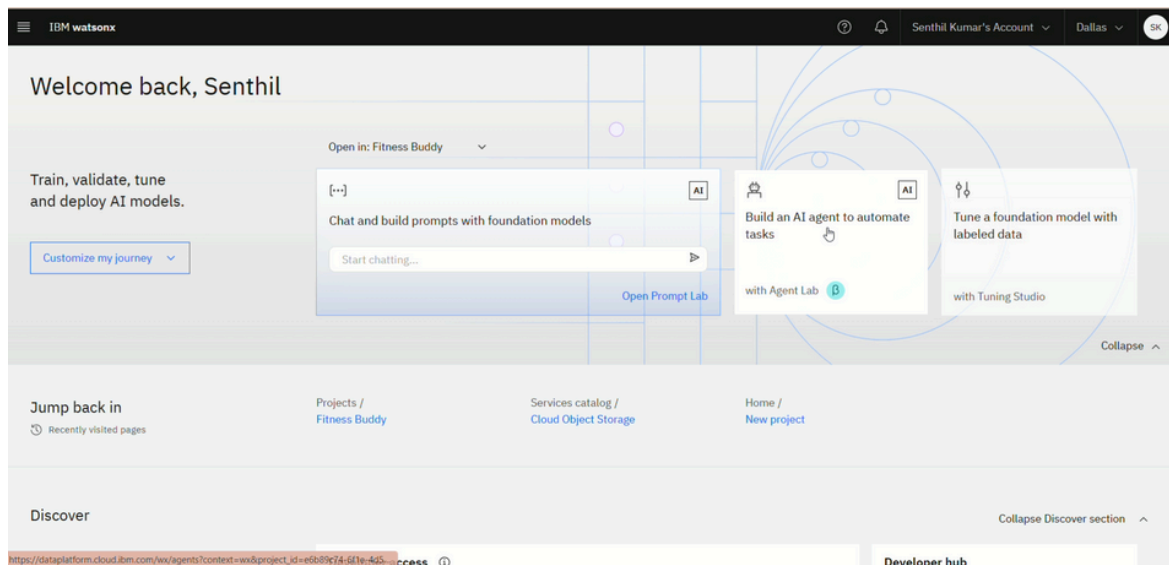 IBM watsonx
Senthil Kumar's Account
Dallas
SK
Welcome back, Senthil
Train, validate, tune
and deploy AI models.
Customize my journey
Open in: Fitness Buddy
AI
Chat and build prompts with foundation models
Start chatting...
Open Prompt Lab
AI
Build an AI agent to automate
tasks
with Agent Lab β
Tune a foundation model with
labeled data
with Tuning Studio
Collapse
Jump back in
Recently visited pages
Projects /
Fitness Buddy
Services catalog /
Cloud Object Storage
Home /
New project
Discover
Collapse Discover section
Developer hub
https://dataplatform.cloud.ibm.com/wx/agents?context=wx&project_id=e6b89c74-6f1e-4d5...